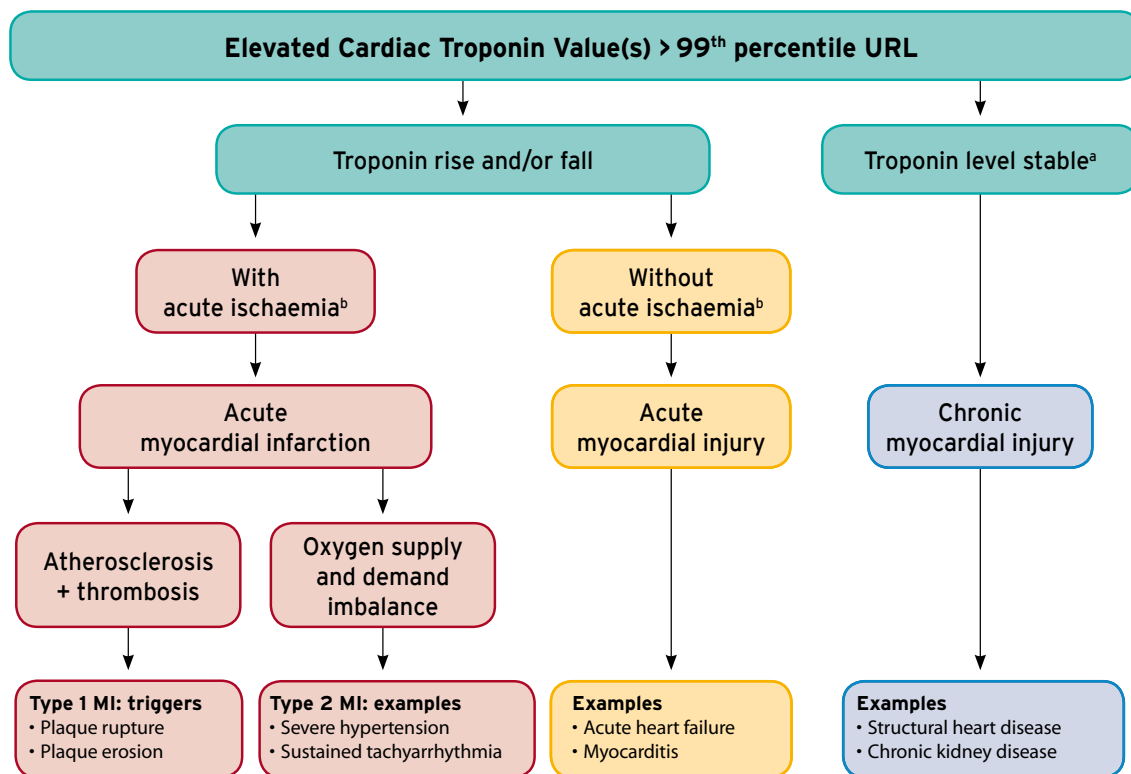 Elevated Cardiac Troponin Value(s) > 99th percentile URL
Troponin rise and/or fall
Troponin level stableᵃ
With
acute ischaemiaᵇ
Without
acute ischaemiaᵇ
Acute
myocardial infarction
Acute
myocardial injury
Chronic
myocardial injury
Atherosclerosis
+ thrombosis
Oxygen supply
and demand
imbalance
Type 1 MI: triggers
• Plaque rupture
• Plaque erosion
Type 2 MI: examples
• Severe hypertension
• Sustained tachyarrhythmia
Examples
• Acute heart failure
• Myocarditis
Examples
• Structural heart disease
• Chronic kidney disease